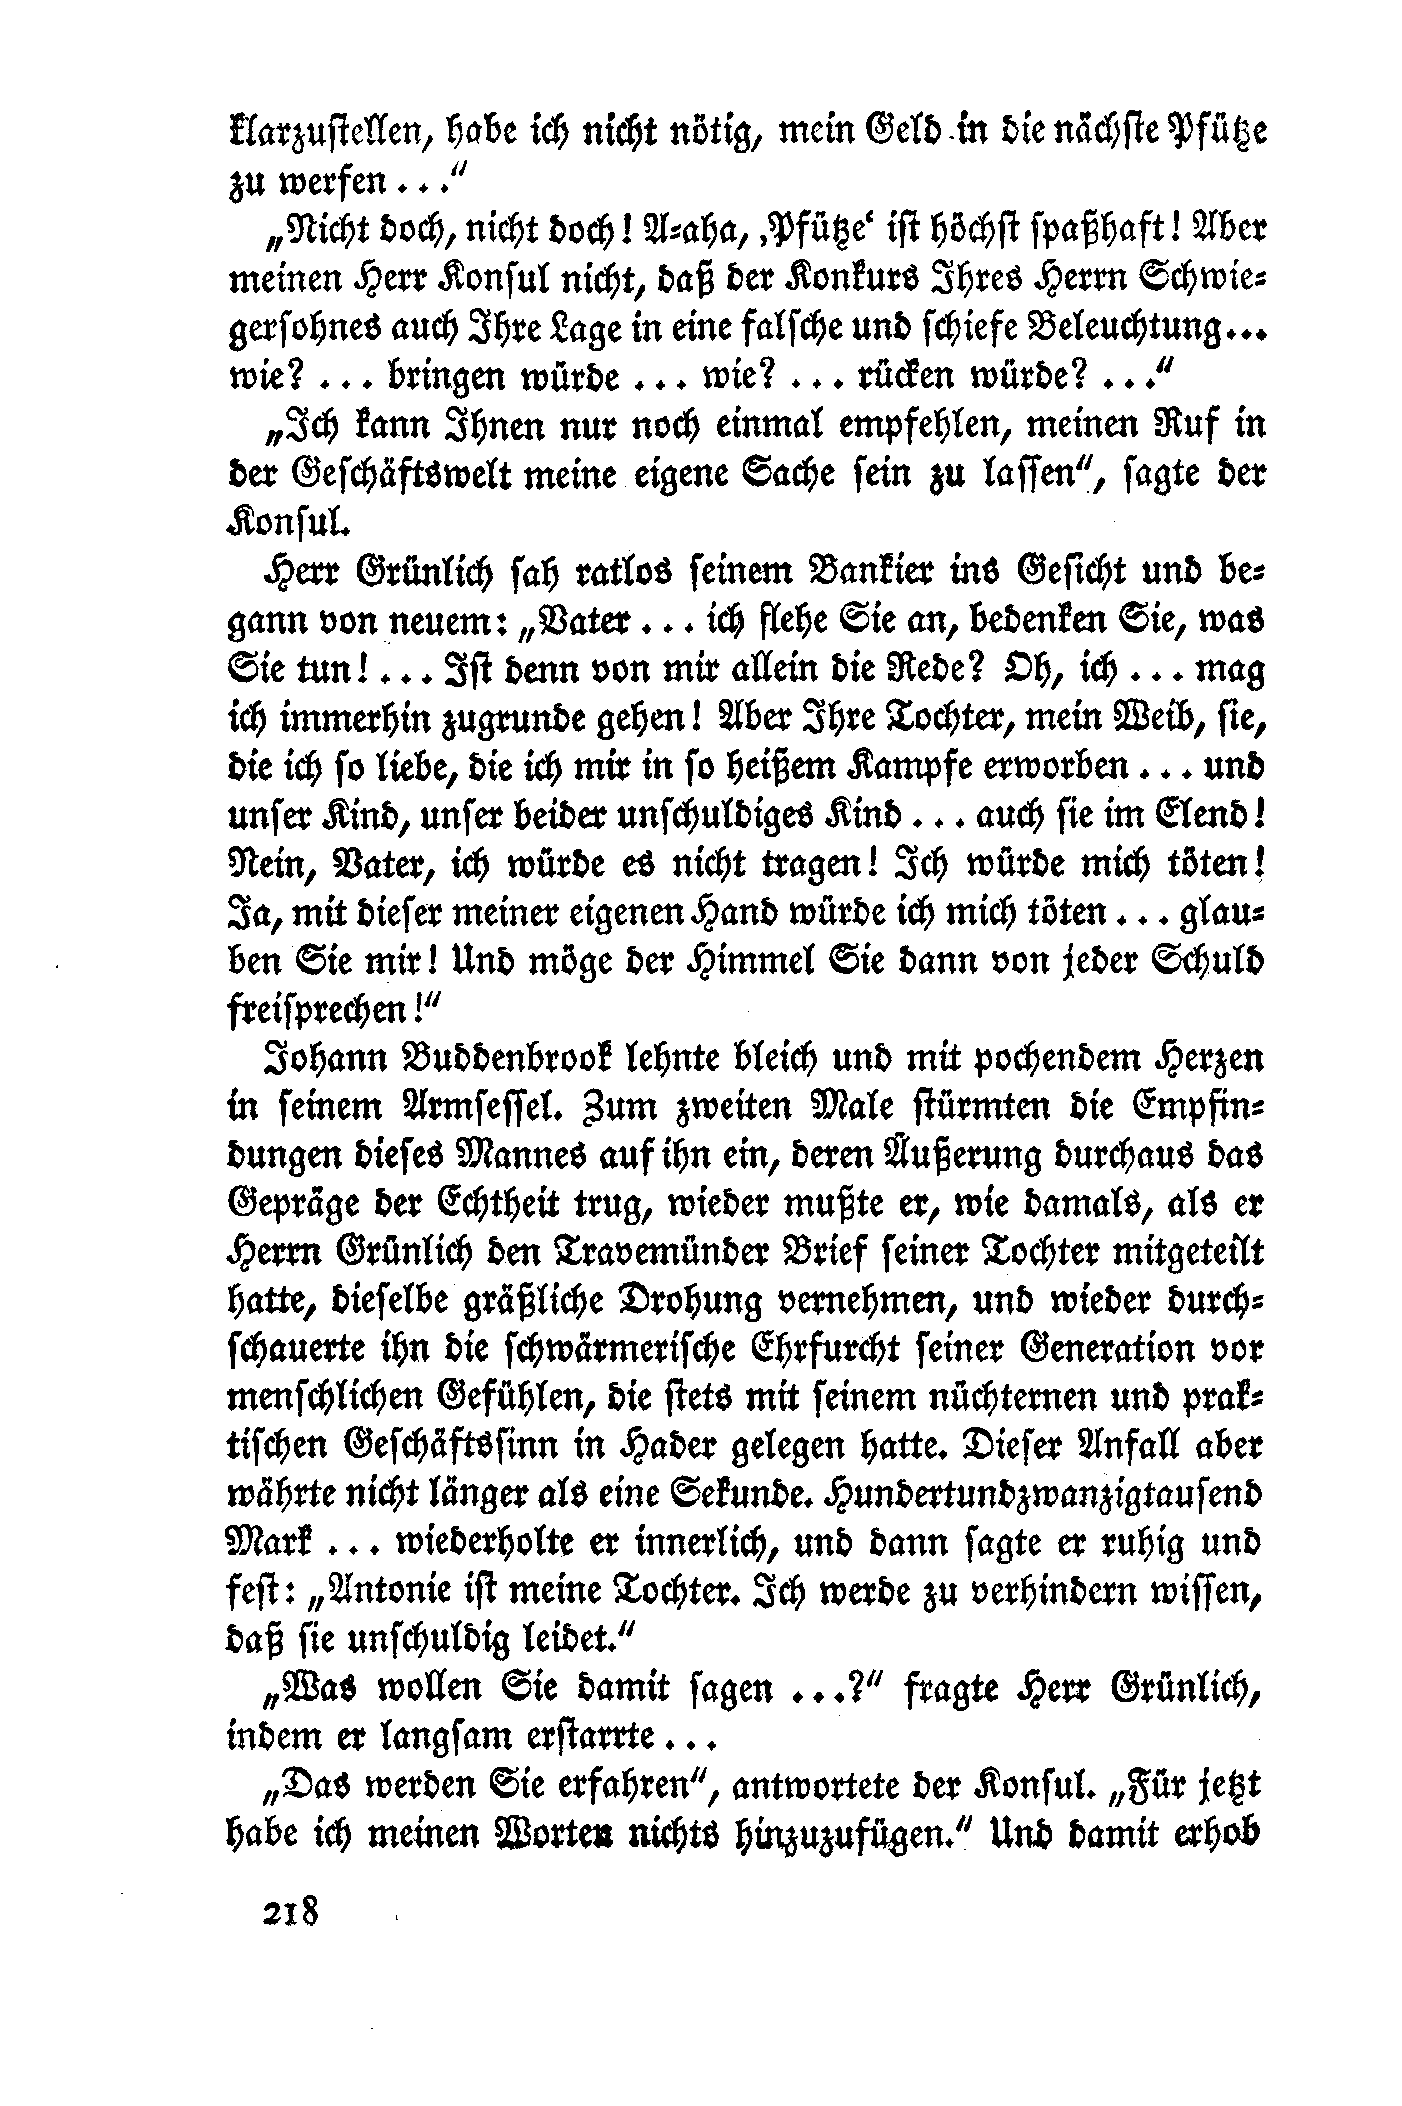 klarzustellen, habe ich nicht nötig, mein Geld in die nächste Pfütze
zu werfen . . .“
„Nicht doch, nicht doch! A-aha, ‚Pfütze‘ ist höchst spaßhaft! Aber
meinen Herr Konsul nicht, daß der Konkurs Ihres Herrn Schwie-
gersohnes auch Ihre Lage in eine falsche und schiefe Beleuchtung...
wie? . . . bringen würde . . . wie? . . . rücken würde? . . .“
„Ich kann Ihnen nur noch einmal empfehlen, meinen Ruf in
der Geschäftswelt meine eigene Sache sein zu lassen“, sagte der
Konsul.
Herr Grünlich sah ratlos seinem Bankier ins Gesicht und be-
gann von neuem: „Vater . . . ich flehe Sie an, bedenken Sie, was
Sie tun! . . . Ist denn von mir allein die Rede? Oh, ich . . . mag
ich immerhin zugrunde gehen! Aber Ihre Tochter, mein Weib, sie,
die ich so liebe, die ich mir in so heißem Kampfe erworben . . . und
unser Kind, unser beider unschuldiges Kind . . . auch sie im Elend!
Nein, Vater, ich würde es nicht tragen! Ich würde mich töten!
Ja, mit dieser meiner eigenen Hand würde ich mich töten . . . glau-
ben Sie mir! Und möge der Himmel Sie dann von jeder Schuld
freisprechen!“
Johann Buddenbrook lehnte bleich und mit pochendem Herzen
in seinem Armsessel. Zum zweiten Male stürmten die Empfin-
dungen dieses Mannes auf ihn ein, deren Äußerung durchaus das
Gepräge der Echtheit trug, wieder mußte er, wie damals, als er
Herrn Grünlich den Travemünder Brief seiner Tochter mitgeteilt
hatte, dieselbe gräßliche Drohung vernehmen, und wieder durch-
schauerte ihn die schwärmerische Ehrfurcht seiner Generation vor
menschlichen Gefühlen, die stets mit seinem nüchternen und prak-
tischen Geschäftssinn in Hader gelegen hatte. Dieser Anfall aber
währte nicht länger als eine Sekunde. Hundertundzwanzigtausend
Mark . . . wiederholte er innerlich, und dann sagte er ruhig und
fest: „Antonie ist meine Tochter. Ich werde zu verhindern wissen,
daß sie unschuldig leidet.“
„Was wollen Sie damit sagen . . .?“ fragte Herr Grünlich,
indem er langsam erstarrte . . .
„Das werden Sie erfahren“, antwortete der Konsul. „Für jetzt
habe ich meinen Worten nichts hinzuzufügen.“ Und damit erhob
218